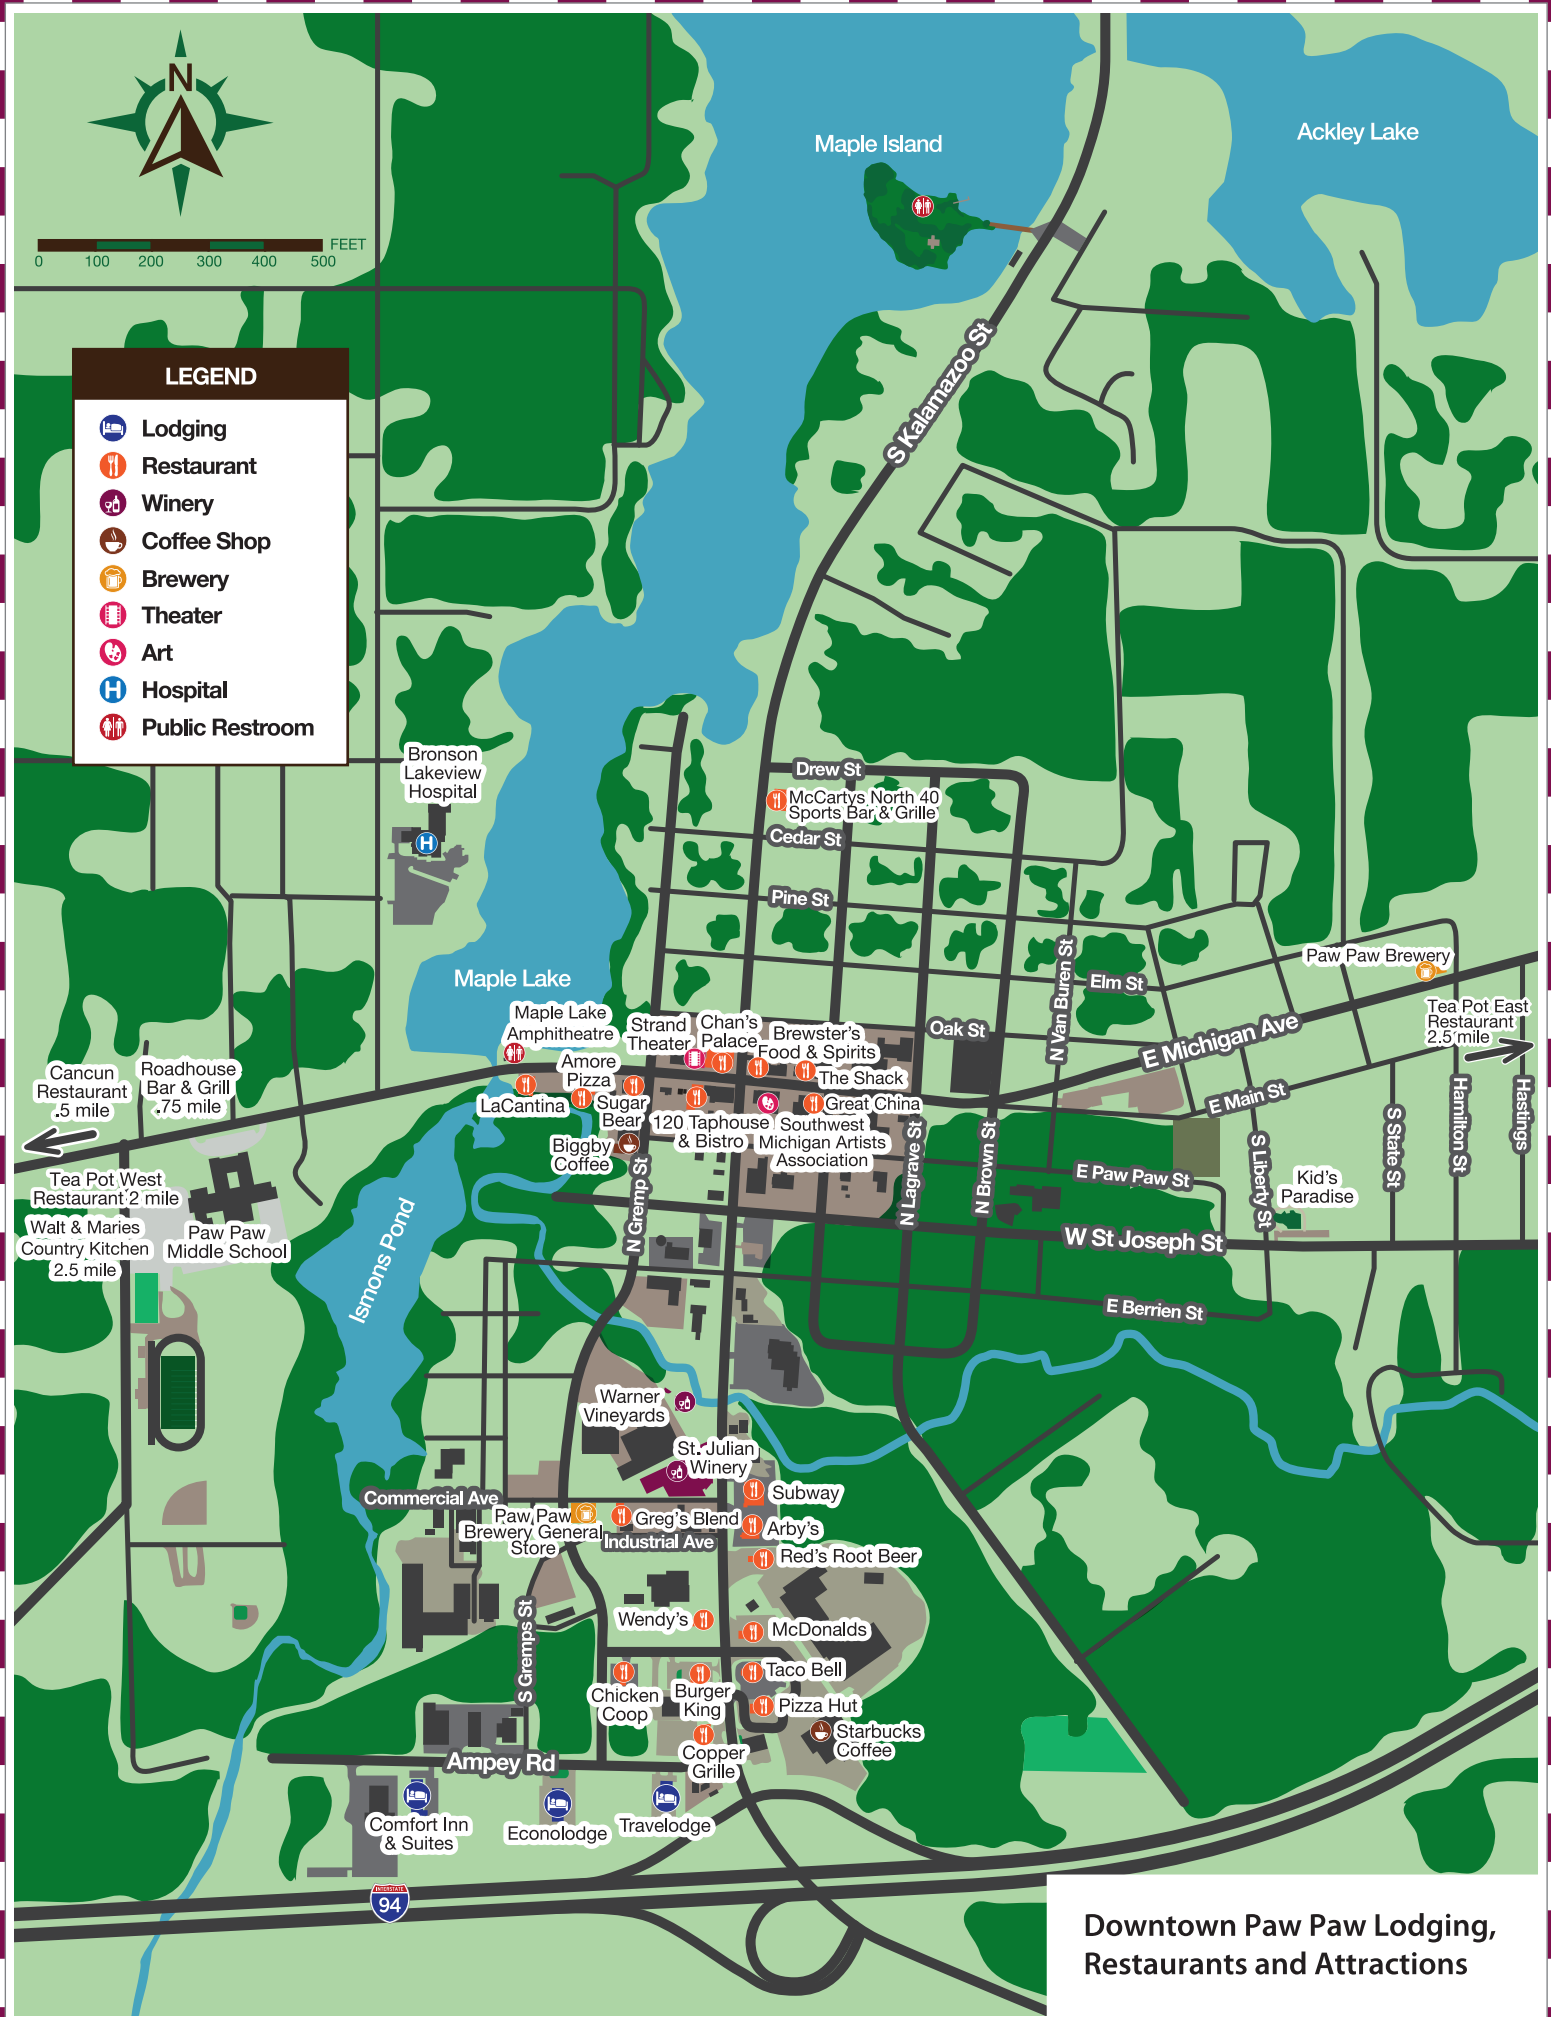 N
FEET
0 100 200 300 400 500
LEGEND
Lodging
Restaurant
Winery
Coffee Shop
Brewery
Theater
Art
H
Hospital
Public Restroom
Maple Island
Ackley Lake
S Kalamazoo St
Bronson
Lakeview
Hospital
H
Drew St
McCartys North 40
Sports Bar & Grille
Cedar St
Pine St
N Van Buren St
Elm St
Oak St
Paw Paw Brewery
Tea Pot East
Restaurant
2.5 mile
E Michigan Ave
E Main St
Maple Lake
Maple Lake
Amphitheatre
Strand
Theater
Chan's
Palace
Brewster's
Food & Spirits
The Shack
Great China
Amore
Pizza
LaCantina
Sugar
Bear
120 Taphouse
& Bistro
Southwest
Michigan Artists
Association
Biggby
Coffee
Cancun
Restaurant
.5 mile
Roadhouse
Bar & Grill
.75 mile
Tea Pot West
Restaurant 2 mile
Walt & Maries
Country Kitchen
2.5 mile
Paw Paw
Middle School
Ismons Pond
N Gremp St
N Lagrave St
N Brown St
E Paw Paw St
S Liberty St
Kid's
Paradise
S State St
Hamilton St
Hastings
W St Joseph St
E Berrien St
Warner
Vineyards
St. Julian
Winery
Commercial Ave
Paw Paw
Brewery General
Store
Greg's Blend
Industrial Ave
Subway
Arby's
Red's Root Beer
Wendy's
McDonalds
S Gremps St
Chicken
Coop
Burger
King
Taco Bell
Pizza Hut
Starbucks
Coffee
Copper
Grille
Ampey Rd
Comfort Inn
& Suites
Econolodge
Travelodge
INTERSTATE
94
Downtown Paw Paw Lodging,
Restaurants and Attractions